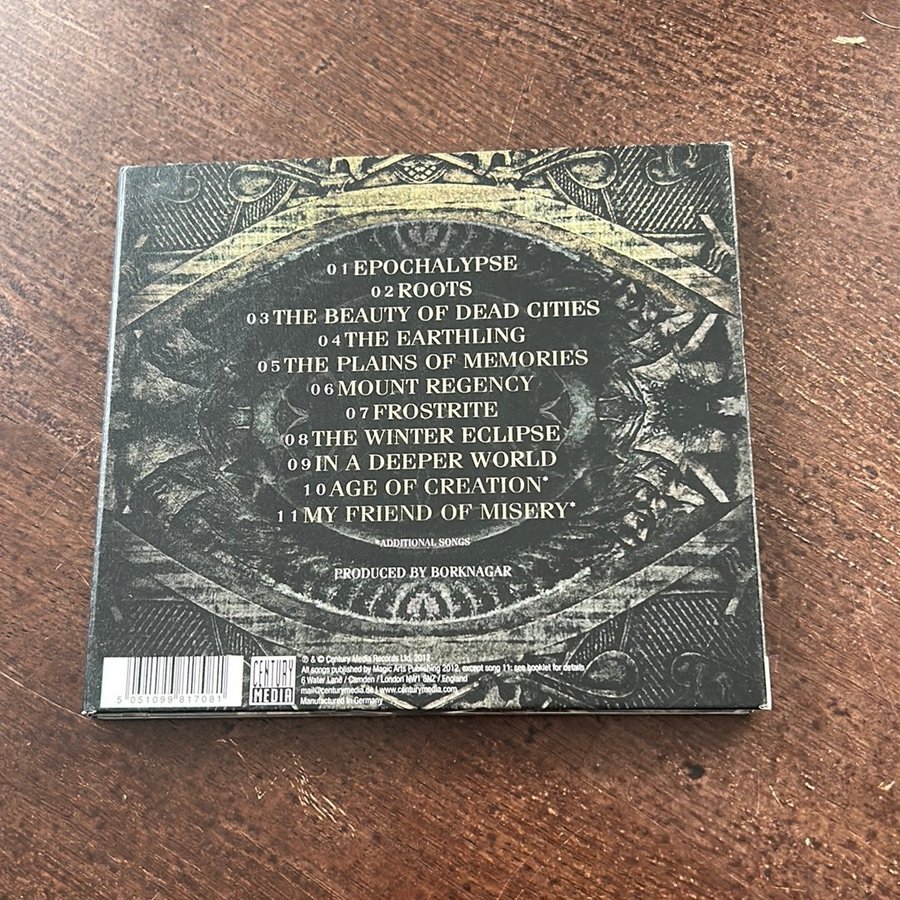 01 EPOCHALYPSE
02 ROOTS
03 THE BEAUTY OF DEAD CITIES
04 THE EARTHLING
05 THE PLAINS OF MEMORIES
06 MOUNT REGENCY
07 FROSTRITE
08 THE WINTER ECLIPSE
09 IN A DEEPER WORLD
10 AGE OF CREATION*
11 MY FRIEND OF MISERY*
*ADDITIONAL SONGS
PRODUCED BY BORKNAGAR
5 051099 817081
CENTURY
MEDIA
℗ & © Century Media Records Ltd. 2012
All songs published by Magic Arts Publishing 2012, except song 11: see booklet for details
6 Water Lane / Camden / London NW1 8NZ / England
mail@centurymedia.de | www.centurymedia.com
Manufactured in Germany